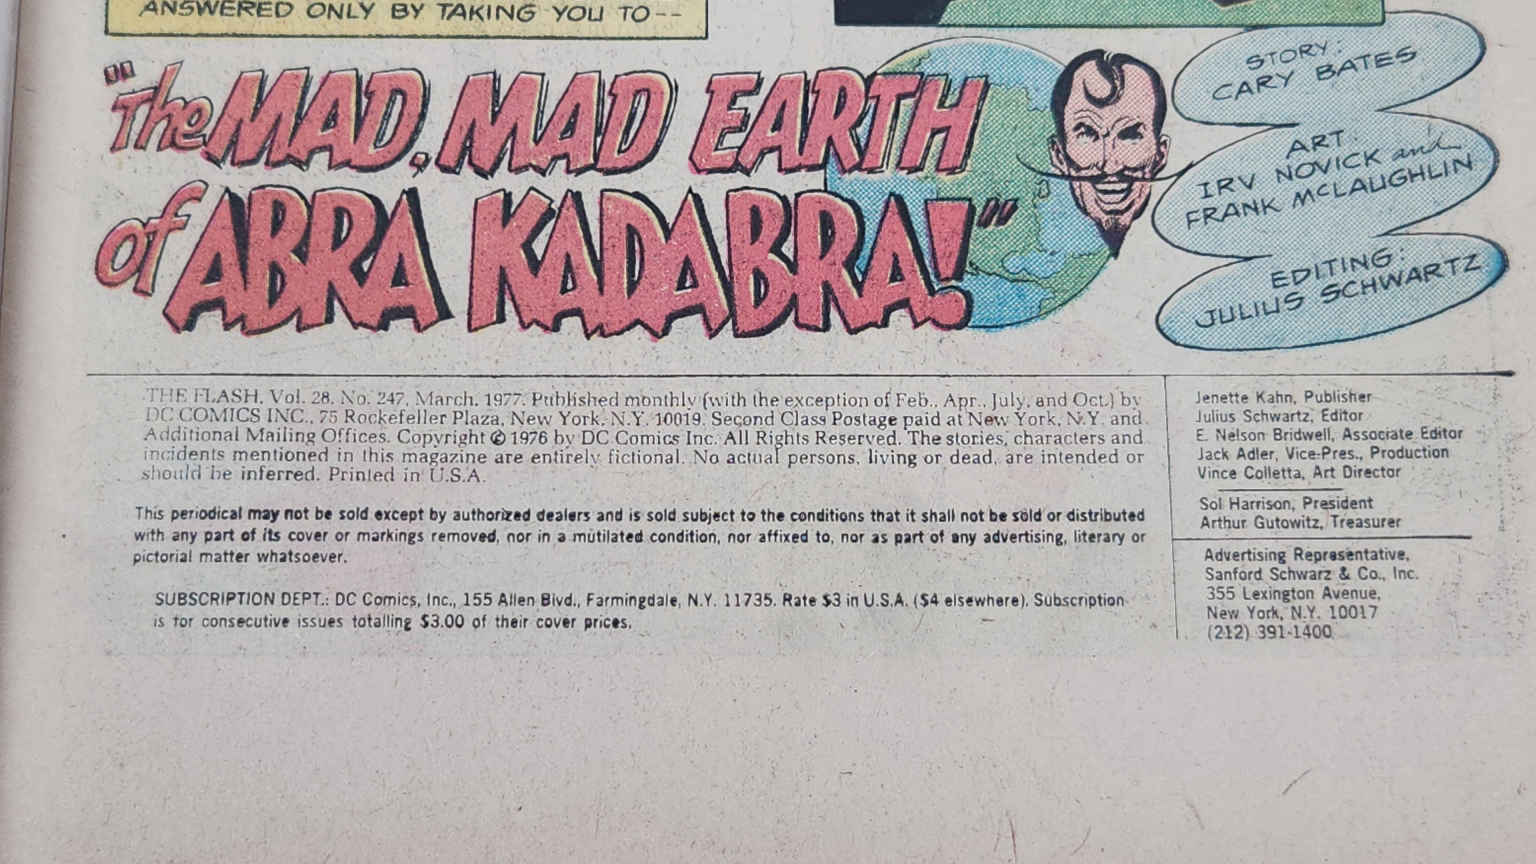 ANSWERED ONLY BY TAKING YOU TO--
"The MAD, MAD EARTH
of ABRA KADABRA!"
STORY:
CARY BATES
ART:
IRV NOVICK and
FRANK McLAUGHLIN
EDITING:
JULIUS SCHWARTZ
THE FLASH, Vol. 28, No. 247, March, 1977. Published monthly (with the exception of Feb., Apr., July, and Oct.) by
DC COMICS INC., 75 Rockefeller Plaza, New York, N.Y. 10019. Second Class Postage paid at New York, N.Y. and
Additional Mailing Offices. Copyright © 1976 by DC Comics Inc. All Rights Reserved. The stories, characters and
incidents mentioned in this magazine are entirely fictional. No actual persons, living or dead, are intended or
should be inferred. Printed in U.S.A.
This periodical may not be sold except by authorized dealers and is sold subject to the conditions that it shall not be sold or distributed
with any part of its cover or markings removed, nor in a mutilated condition, nor affixed to, nor as part of any advertising, literary or
pictorial matter whatsoever.
SUBSCRIPTION DEPT.: DC Comics, Inc., 155 Allen Blvd., Farmingdale, N.Y. 11735. Rate $3 in U.S.A. ($4 elsewhere). Subscription
is for consecutive issues totalling $3.00 of their cover prices.
Jenette Kahn, Publisher
Julius Schwartz, Editor
E. Nelson Bridwell, Associate Editor
Jack Adler, Vice-Pres., Production
Vince Colletta, Art Director
Sol Harrison, President
Arthur Gutowitz, Treasurer
Advertising Representative,
Sanford Schwarz & Co., Inc.
355 Lexington Avenue,
New York, N.Y. 10017
(212) 391-1400